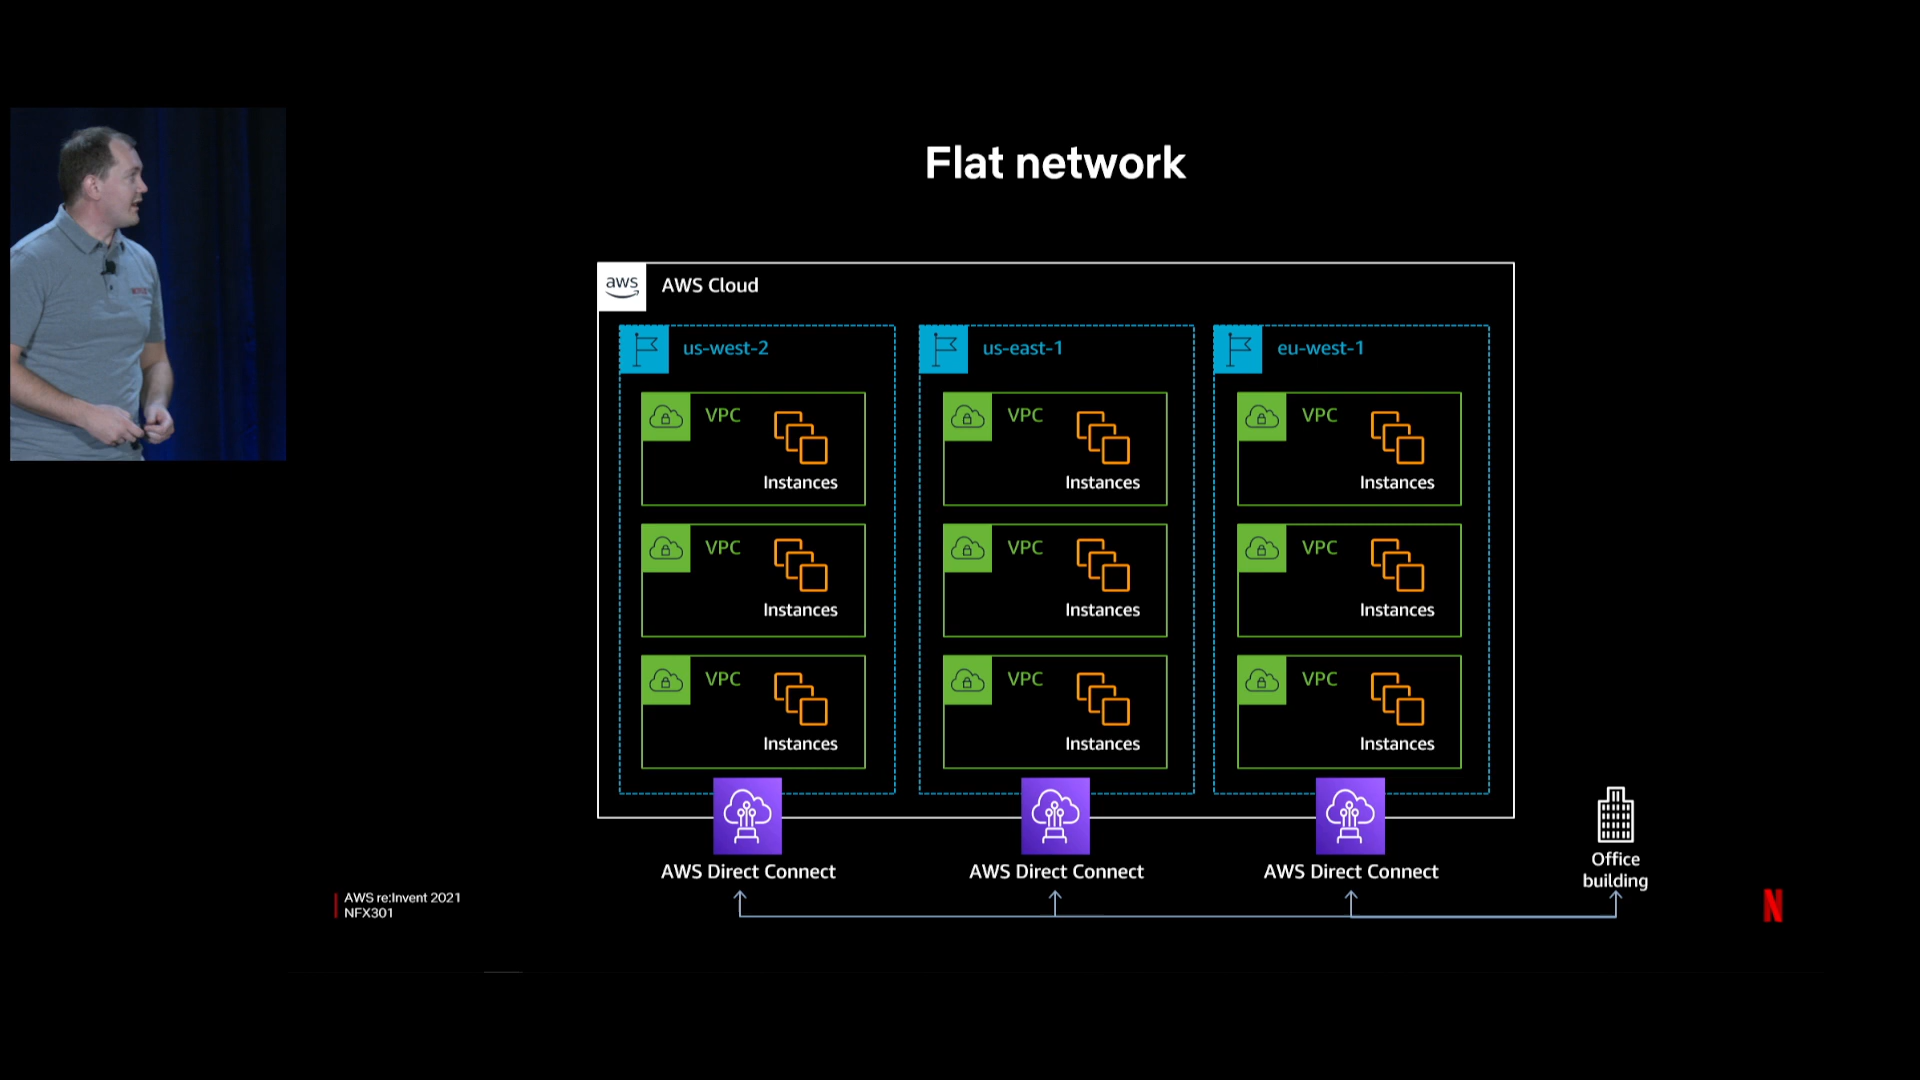 Flat network
aws
AWS Cloud
us-west-2
us-east-1
eu-west-1
VPC
Instances
VPC
Instances
VPC
Instances
VPC
Instances
VPC
Instances
VPC
Instances
VPC
Instances
VPC
Instances
VPC
Instances
AWS Direct Connect
AWS Direct Connect
AWS Direct Connect
Office
building
AWS re:Invent 2021
NFX301
N